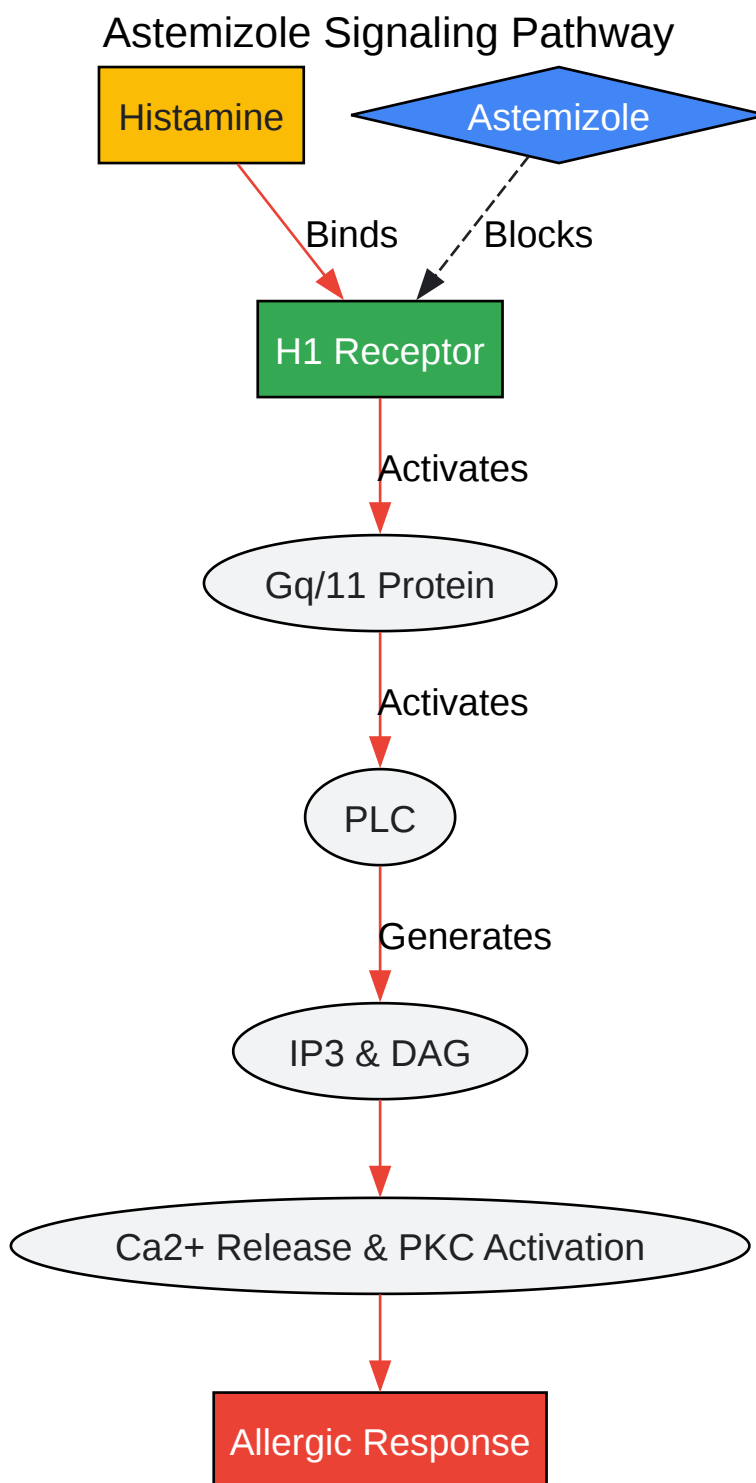 Astemizole Signaling Pathway
Histamine
Astemizole
Binds
Blocks
H1 Receptor
Activates
Gq/11 Protein
Activates
PLC
Generates
IP3 & DAG
Ca2+ Release & PKC Activation
Allergic Response